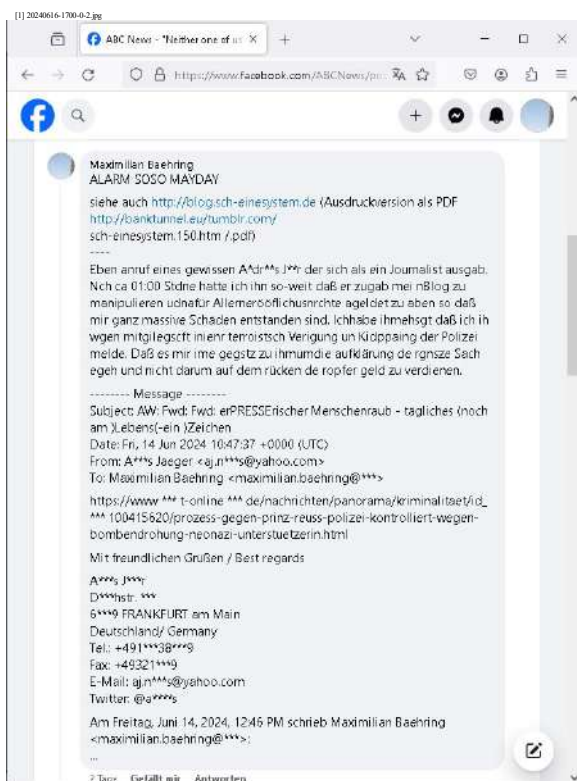 [1] 20240616-1700-0-2.jpg
ABC News - "Neither one of us
https://www.facebook.com/ABCNews/po
Maximilian Baehring
ALARM SOSO MAYDAY
siehe auch http://blog.sch-einesystem.de (Ausdruckversion als PDF
http://banktunnel.eu/tumblr.com/
sch-einesystem.150.htm /.pdf)
----
Eben anruf eines gewissen A*dr**s J**r der sich als ein Journalist ausgab.
Nch ca 01:00 Stdne hatte ich ihn so-weit daß er zugab mei nBlog zu
manipulieren udnafür Allemerööflichusnrchte ageldet zu aben so daß
mir ganz massive Schäden entstanden sind. Ichhabe ihmehsgt daß ich ih
wgen mitgilegscft inienr terroistsch Verigung un Kidppaing der Polizei
melde. Daß es mir ime gegstz zu ihmumdie aufklärung de rgnsze Sach
egeh und nicht darum auf dem rücken de ropfer geld zu verdienen.
-------- Message --------
Subject: AW: Fwd: Fwd: erPRESSErischer Menschenraub - tägliches (noch
am )Lebens(-ein )Zeichen
Date: Fri, 14 Jun 2024 10:47:37 +0000 (UTC)
From: A***s Jaeger <aj.n***s@yahoo.com>
To: Maximilian Baehring <maximilian.baehring@***>
https://www *** t-online *** de/nachrichten/panorama/kriminalitaet/id_
*** 100415620/prozess-gegen-prinz-reuss-polizei-kontrolliert-wegen-
bombendrohung-neonazi-unterstuetzerin.html
Mit freundlichen Grüßen / Best regards
A***s J***r
D***hstr. ***
6***9 FRANKFURT am Main
Deutschland/ Germany
Tel.: +491***38***9
Fax: +49321***9
E-Mail: aj.n***s@yahoo.com
Twitter: @a****s
Am Freitag, Juni 14, 2024, 12:46 PM schrieb Maximilian Baehring
<maximilian.baehring@***>:
...
2 Tage Gefällt mir Antworten